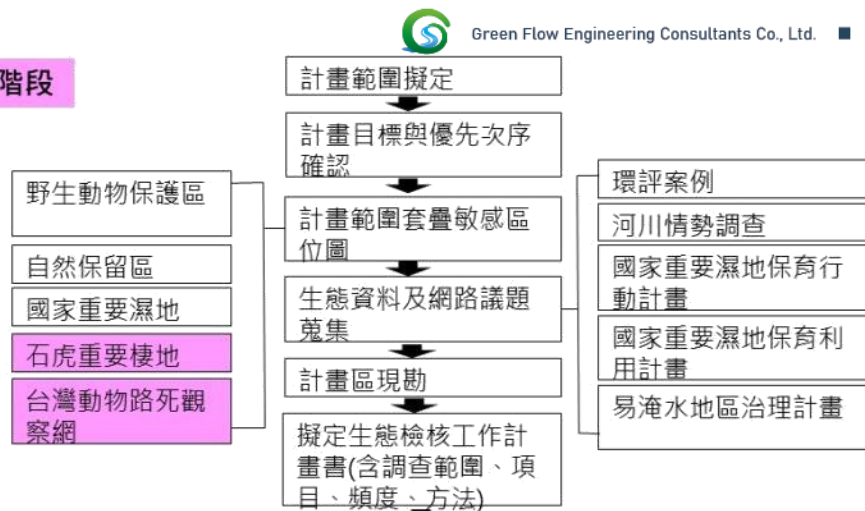 Green Flow Engineering Consultants Co., Ltd.
階段
計畫範圍擬定
計畫目標與優先次序
確認
計畫範圍套疊敏感區
位圖
生態資料及網路議題
蒐集
計畫區現勘
擬定生態檢核工作計
畫書(含調查範圍、項
目、頻度、方法)
野生動物保護區
自然保留區
國家重要濕地
石虎重要棲地
台灣動物路死觀
察網
環評案例
河川情勢調查
國家重要濕地保育行
動計畫
國家重要濕地保育利
用計畫
易淹水地區治理計畫